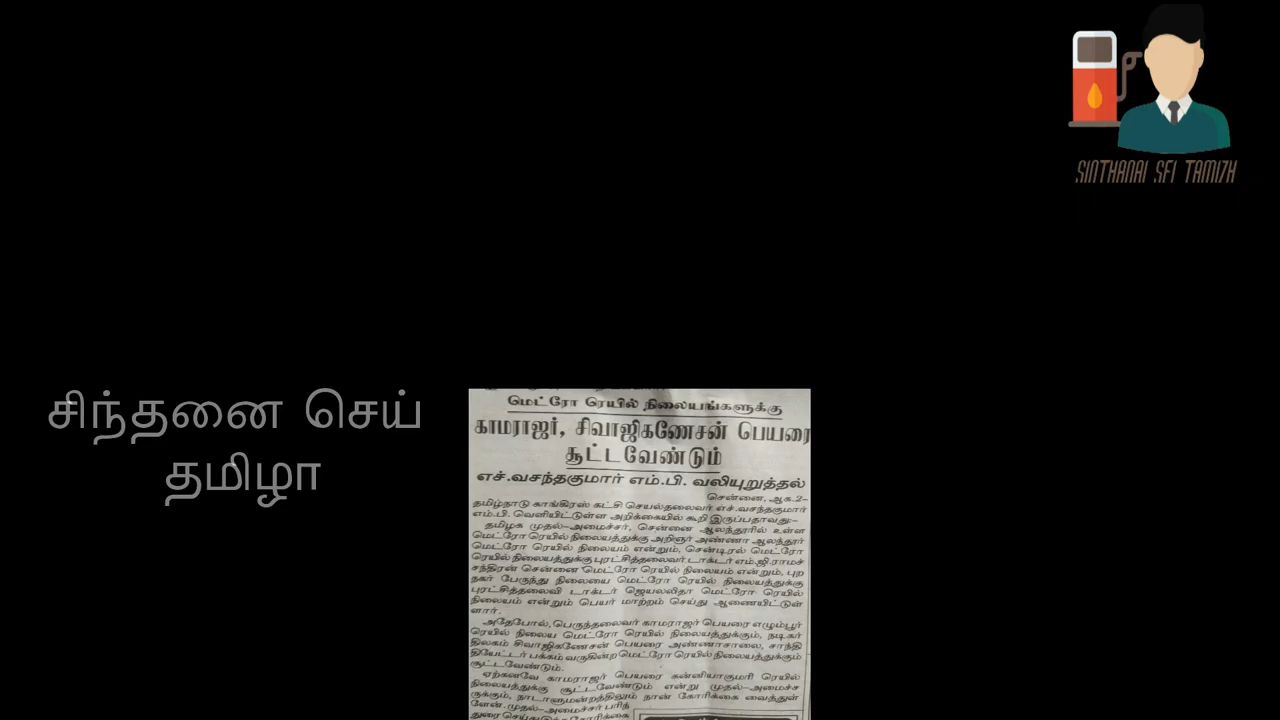 SINTHANAI SEI TAMIZH
சிந்தனை செய்
தமிழா
மெட்ரோ ரெயில் நிலையங்களுக்கு
காமராஜர், சிவாஜிகணேசன் பெயரை
சூட்டவேண்டும்
எச்.வசந்தகுமார் எம்.பி. வலியுறுத்தல்
சென்னை, ஆக.2-
தமிழ்நாடு காங்கிரஸ் கட்சி செயல்தலைவர் எச்.வசந்தகுமார்
எம்.பி. வெளியிட்டுள்ள அறிக்கையில் கூறி இருப்பதாவது:-
தமிழக முதல்-அமைச்சர், சென்னை ஆலந்தூரில் உள்ள
மெட்ரோ ரெயில் நிலையத்துக்கு அறிஞர் அண்ணா ஆலந்தூர்
மெட்ரோ ரெயில் நிலையம் என்றும், சென்டிரல் மெட்ரோ
ரெயில் நிலையத்துக்கு புரட்சித்தலைவர் டாக்டர் எம்.ஜி.ராமச்
சந்திரன் சென்னை மெட்ரோ ரெயில் நிலையம் என்றும், புற
நகர் பேருந்து நிலையை மெட்ரோ ரெயில் நிலையத்துக்கு
புரட்சித்தலைவி டாக்டர் ஜெயலலிதா மெட்ரோ ரெயில்
நிலையம் என்றும் பெயர் மாற்றம் செய்து ஆணையிட்டுள்
ளார்.
அதேபோல், பெருந்தலைவர் காமராஜர் பெயரை எழும்பூர்
ரெயில் நிலைய மெட்ரோ ரெயில் நிலையத்துக்கும், நடிகர்
திலகம் சிவாஜிகணேசன் பெயரை அண்ணாசாலை, சாந்தி
தியேட்டர் பக்கம் வருகின்ற மெட்ரோ ரெயில் நிலையத்துக்கும்
சூட்டவேண்டும்.
ஏற்கனவே காமராஜர் பெயரை கன்னியாகுமரி ரெயில்
நிலையத்துக்கு சூட்டவேண்டும் என்று முதல்-அமைச்ச
ருக்கும், நாடாளுமன்றத்திலும் நான் கோரிக்கை வைத்துள்
ளேன். முதல்-அமைச்சர் பரிந்
துரை செய்து இந்த கோரிக்கை